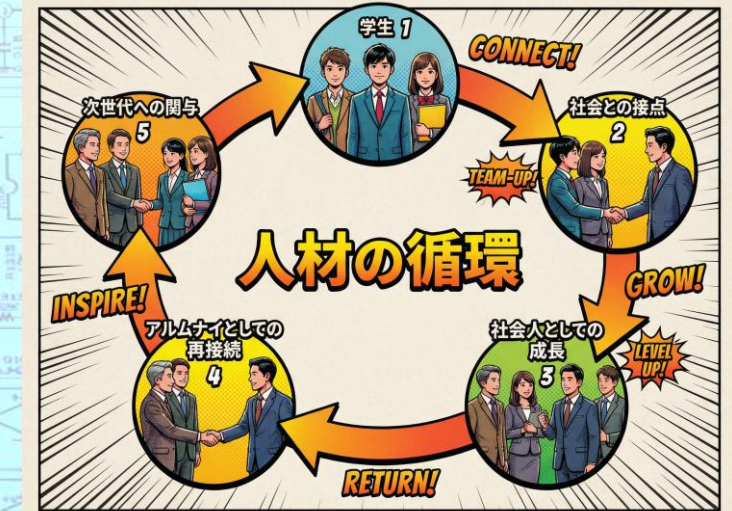 学生 1
CONNECT!
社会との接点
2
TEAM-UP!
GROW!
社会人としての
成長
3
LEVEL
UP!
RETURN!
アルムナイとしての
再接続
4
INSPIRE!
次世代への関与
5
人材の循環